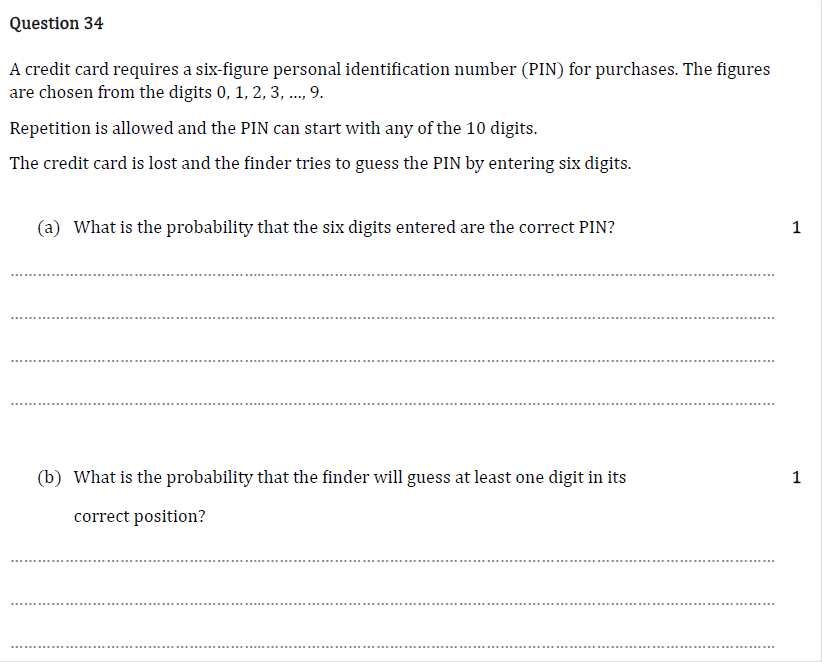 Question 34
A credit card requires a six-figure personal identification number (PIN) for purchases. The figures
are chosen from the digits 0, 1, 2, 3, ..., 9.
Repetition is allowed and the PIN can start with any of the 10 digits.
The credit card is lost and the finder tries to guess the PIN by entering six digits.
(a) What is the probability that the six digits entered are the correct PIN? 1
(b) What is the probability that the finder will guess at least one digit in its 1
correct position?